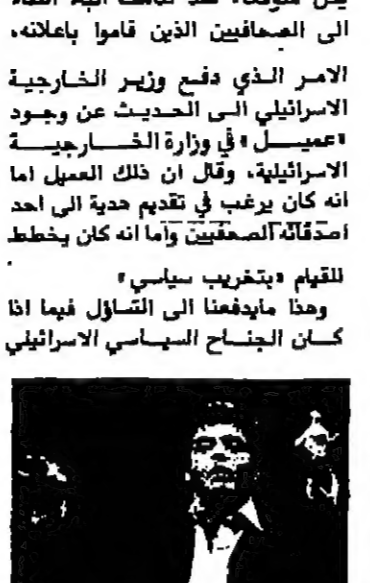 الى الصحافيين الذين قاموا باعلانه،
الامر الذي دفع وزير الخارجية
الاسرائيلي الى الحديث عن وجود
«عميل» في وزارة الخارجية
الاسرائيلية، وقال ان ذلك العميل اما
انه كان يرغب في تقديم هدية الى احد
اصدقائه الصحفيين وأما انه كان يخطط
للقيام «بتخريب سياسي»
وهذا مايدفعنا الى التساؤل فيما اذا
كان الجناح السياسي الاسرائيلي